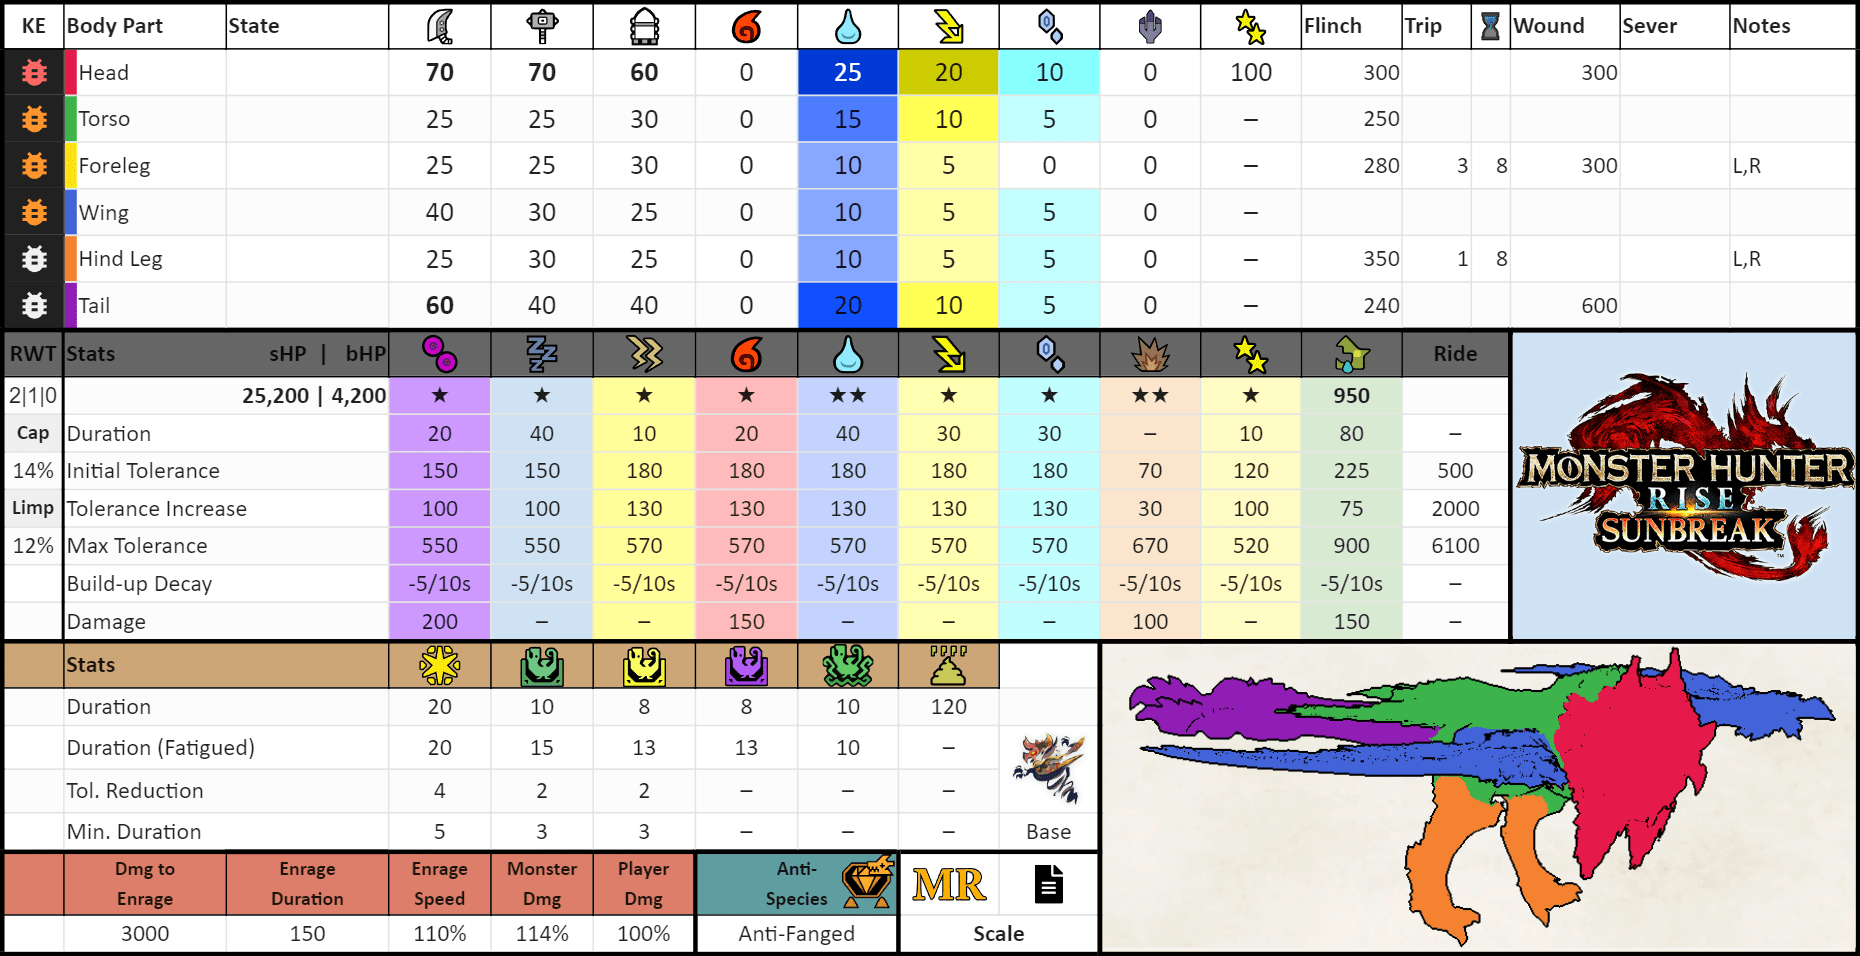 KE Body Part State Flinch Trip Wound Sever Notes
Head 70 70 60 0 25 20 10 0 100 300 300
Torso 25 25 30 0 15 10 5 0 – 250
Foreleg 25 25 30 0 10 5 0 0 – 280 3 8 300 L,R
Wing 40 30 25 0 10 5 5 0 –
Hind Leg 25 30 25 0 10 5 5 0 – 350 1 8 L,R
Tail 60 40 40 0 20 10 5 0 – 240 600
RWT Stats sHP | bHP Ride
2|1|0 25,200 | 4,200 ★ ★ ★ ★ ★★ ★ ★ ★★ ★ 950
Cap Duration 20 40 10 20 40 30 30 – 10 80 –
14% Initial Tolerance 150 150 180 180 180 180 180 70 120 225 500
Limp Tolerance Increase 100 100 130 130 130 130 130 30 100 75 2000
12% Max Tolerance 550 550 570 570 570 570 570 670 520 900 6100
Build-up Decay -5/10s -5/10s -5/10s -5/10s -5/10s -5/10s -5/10s -5/10s -5/10s -5/10s –
Damage 200 – – 150 – – – 100 – 150 –
MONSTER HUNTER
RISE
SUNBREAK
™
Stats
Duration 20 10 8 8 10 120
Duration (Fatigued) 20 15 13 13 10 –
Tol. Reduction 4 2 2 – – –
Min. Duration 5 3 3 – – – Base
Dmg to Enrage Enrage Monster Player Anti-
Enrage Duration Speed Dmg Dmg Species MR
3000 150 110% 114% 100% Anti-Fanged Scale